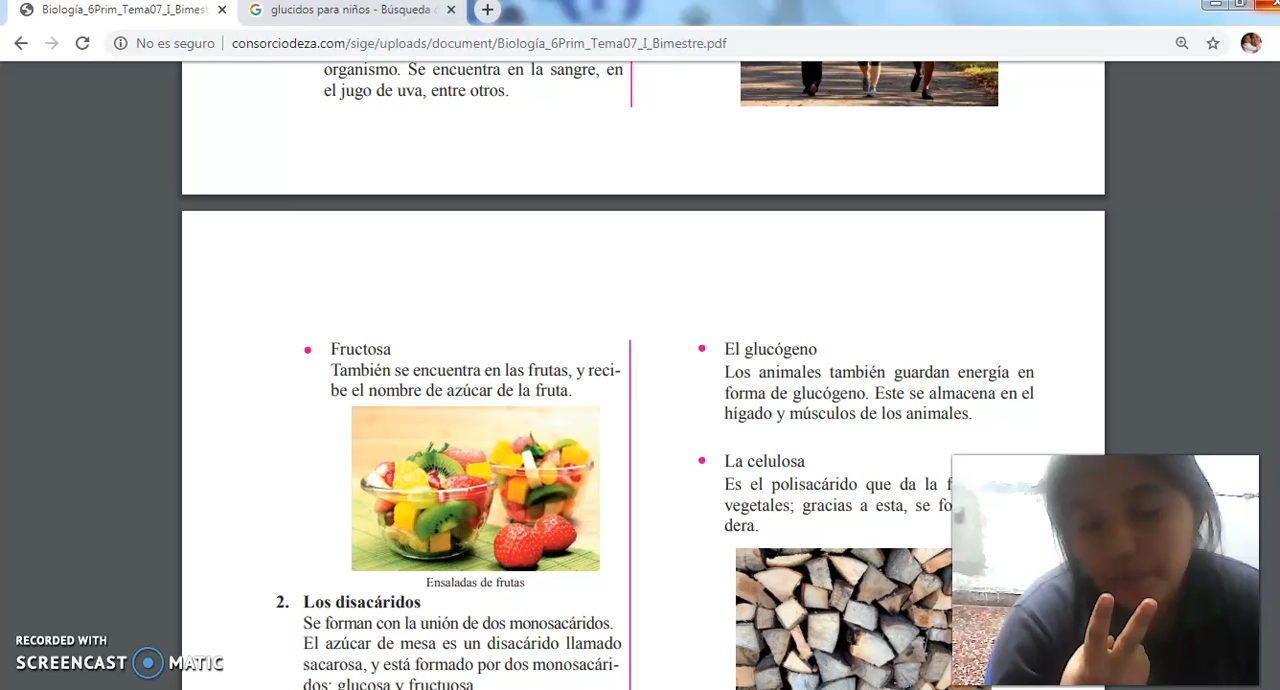 Biología_6Prim_Tema07_I_Bimest
glucidos para niños - Búsqueda
No es seguro
consorciodeza.com/sige/uploads/document/Biología_6Prim_Tema07_I_Bimestre.pdf
organismo. Se encuentra en la sangre, en
el jugo de uva, entre otros.
• Fructosa
También se encuentra en las frutas, y reci-
be el nombre de azúcar de la fruta.
Ensaladas de frutas
2. Los disacáridos
Se forman con la unión de dos monosacáridos.
El azúcar de mesa es un disacárido llamado
sacarosa, y está formado por dos monosacári-
dos: glucosa y fructuosa
• El glucógeno
Los animales también guardan energía en
forma de glucógeno. Este se almacena en el
hígado y músculos de los animales.
• La celulosa
Es el polisacárido que da la f
vegetales; gracias a esta, se fo
dera.
RECORDED WITH
SCREENCAST MATIC